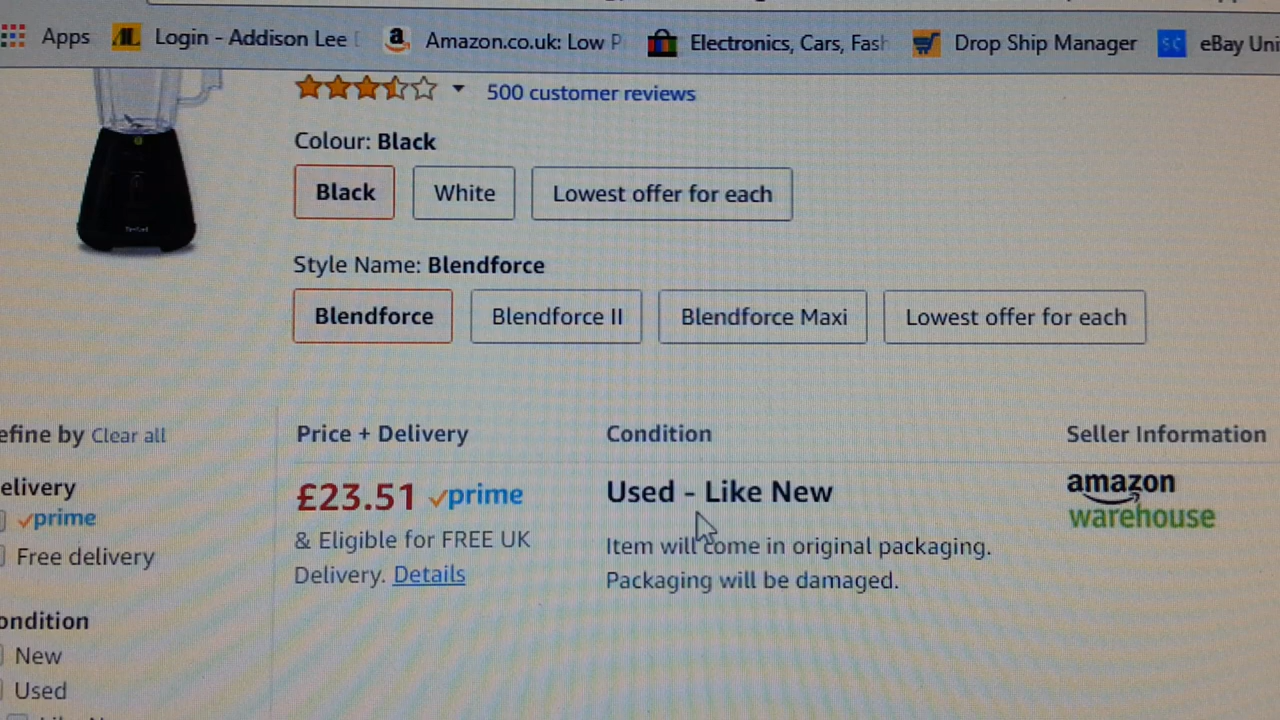 Apps Login - Addison Lee Amazon.co.uk: Low P Electronics, Cars, Fash Drop Ship Manager SC eBay Uni
500 customer reviews
Colour: Black
Black White Lowest offer for each
Tefal
Style Name: Blendforce
Blendforce Blendforce II Blendforce Maxi Lowest offer for each
efine by Clear all Price + Delivery Condition Seller Information
elivery £23.51 prime Used - Like New amazon
prime warehouse
& Eligible for FREE UK Item will come in original packaging.
Free delivery Delivery. Details Packaging will be damaged.
ondition
New
Used